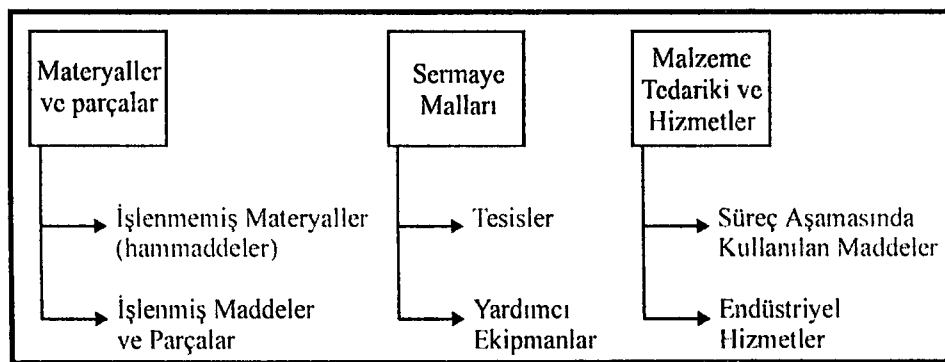 Materyaller
ve parçalar
Sermaye
Malları
Malzeme
Tedariki ve
Hizmetler
İşlenmemiş Materyaller
(hammaddeler)
Tesisler
Süreç Aşamasında
Kullanılan Maddeler
İşlenmiş Maddeler
ve Parçalar
Yardımcı
Ekipmanlar
Endüstriyel
Hizmetler